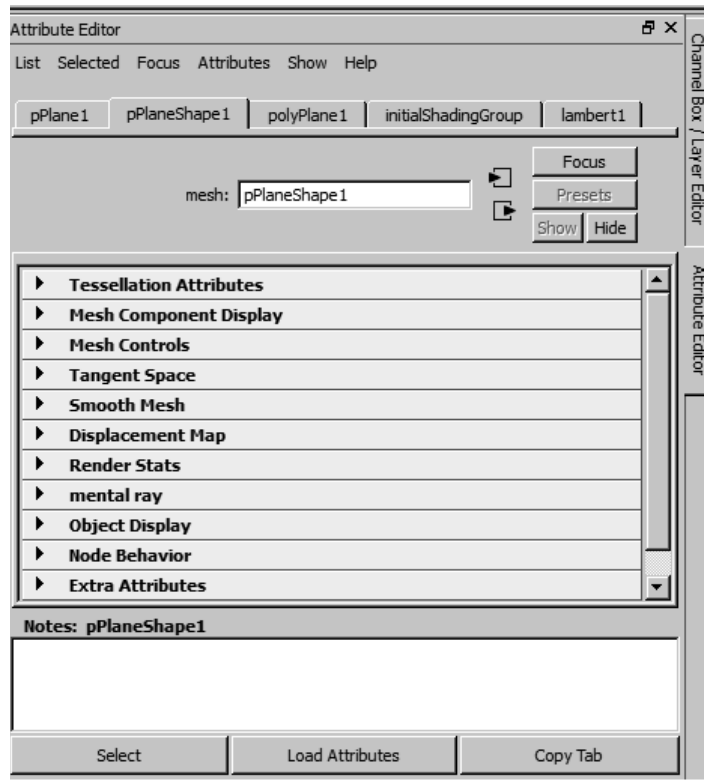 Attribute Editor
List Selected Focus Attributes Show Help
pPlane1 pPlaneShape1 polyPlane1 initialShadingGroup lambert1
Focus
mesh: pPlaneShape1
Presets
Show Hide
Tessellation Attributes
Mesh Component Display
Mesh Controls
Tangent Space
Smooth Mesh
Displacement Map
Render Stats
mental ray
Object Display
Node Behavior
Extra Attributes
Notes: pPlaneShape1
Select Load Attributes Copy Tab
Channel Box / Layer Editor
Attribute Editor